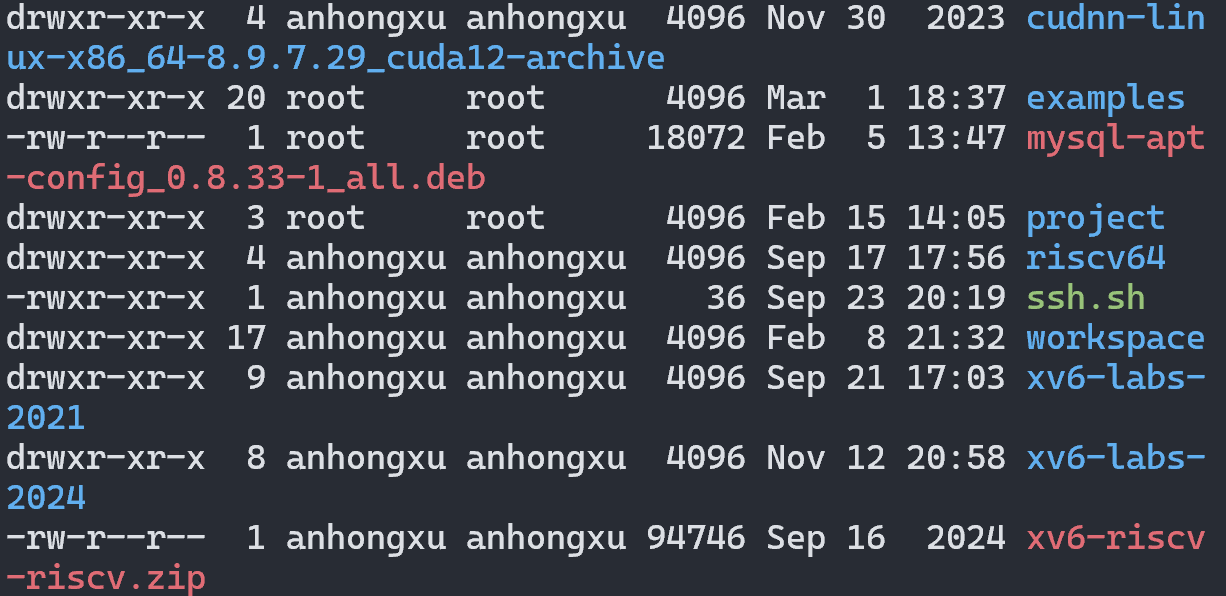 drwxr-xr-x  4 anhongxu anhongxu  4096 Nov 30  2023 cudnn-lin
ux-x86_64-8.9.7.29_cuda12-archive
drwxr-xr-x 20 root     root      4096 Mar  1 18:37 examples
-rw-r--r--  1 root     root     18072 Feb  5 13:47 mysql-apt
-config_0.8.33-1_all.deb
drwxr-xr-x  3 root     root      4096 Feb 15 14:05 project
drwxr-xr-x  4 anhongxu anhongxu  4096 Sep 17 17:56 riscv64
-rwxr-xr-x  1 anhongxu anhongxu    36 Sep 23 20:19 ssh.sh
drwxr-xr-x 17 anhongxu anhongxu  4096 Feb  8 21:32 workspace
drwxr-xr-x  9 anhongxu anhongxu  4096 Sep 21 17:03 xv6-labs-
2021
drwxr-xr-x  8 anhongxu anhongxu  4096 Nov 12 20:58 xv6-labs-
2024
-rw-r--r--  1 anhongxu anhongxu 94746 Sep 16  2024 xv6-riscv
-riscv.zip